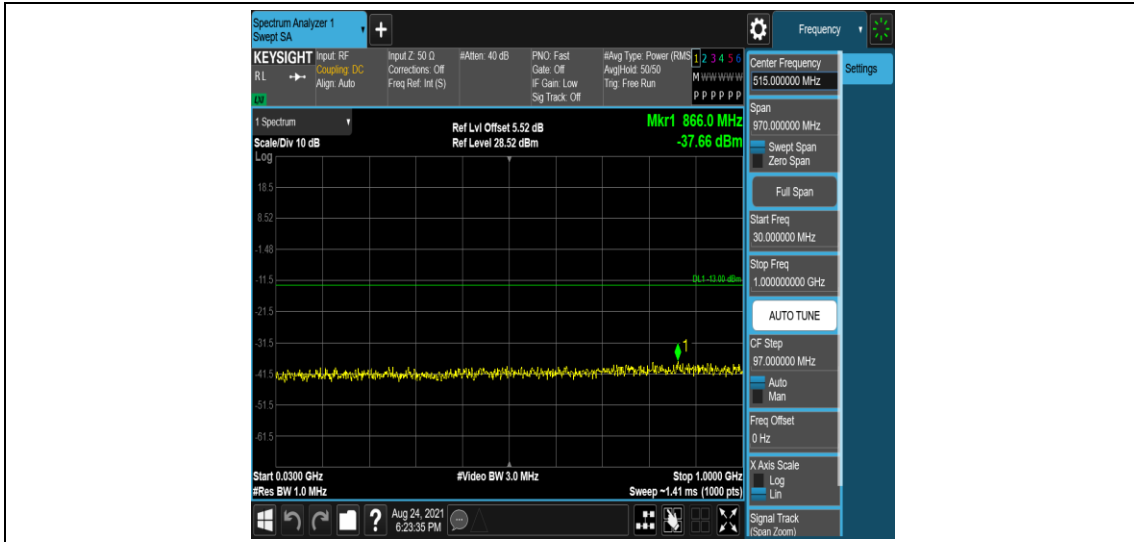 Spectrum Analyzer 1
Swept SA
+
Frequency
KEYSIGHT
RL
Input: RF
Coupling: DC
Align: Auto
Input Z: 50 Ω
Corrections: Off
Freq Ref: Int (S)
#Atten: 40 dB
PNO: Fast
Gate: Off
IF Gain: Low
Sig Track: Off
#Avg Type: Power (RMS
Avg|Hold: 50/50
Trig: Free Run
1 2 3 4 5 6
M W W W W W
P P P P P P
1 Spectrum
Scale/Div 10 dB
Log
Ref Lvl Offset 5.52 dB
Ref Level 28.52 dBm
Mkr1 866.0 MHz
-37.66 dBm
18.5
8.52
-1.48
-11.5
DL1 -13.00 dBm
-21.5
-31.5
1
-41.5
-51.5
-61.5
Start 0.0300 GHz
#Res BW 1.0 MHz
#Video BW 3.0 MHz
Stop 1.0000 GHz
Sweep ~1.41 ms (1000 pts)
Center Frequency
515.000000 MHz
Settings
Span
970.000000 MHz
Swept Span
Zero Span
Full Span
Start Freq
30.000000 MHz
Stop Freq
1.000000000 GHz
AUTO TUNE
CF Step
97.000000 MHz
Auto
Man
Freq Offset
0 Hz
X Axis Scale
Log
Lin
Signal Track
(Span Zoom)
?
Aug 24, 2021
6:23:35 PM